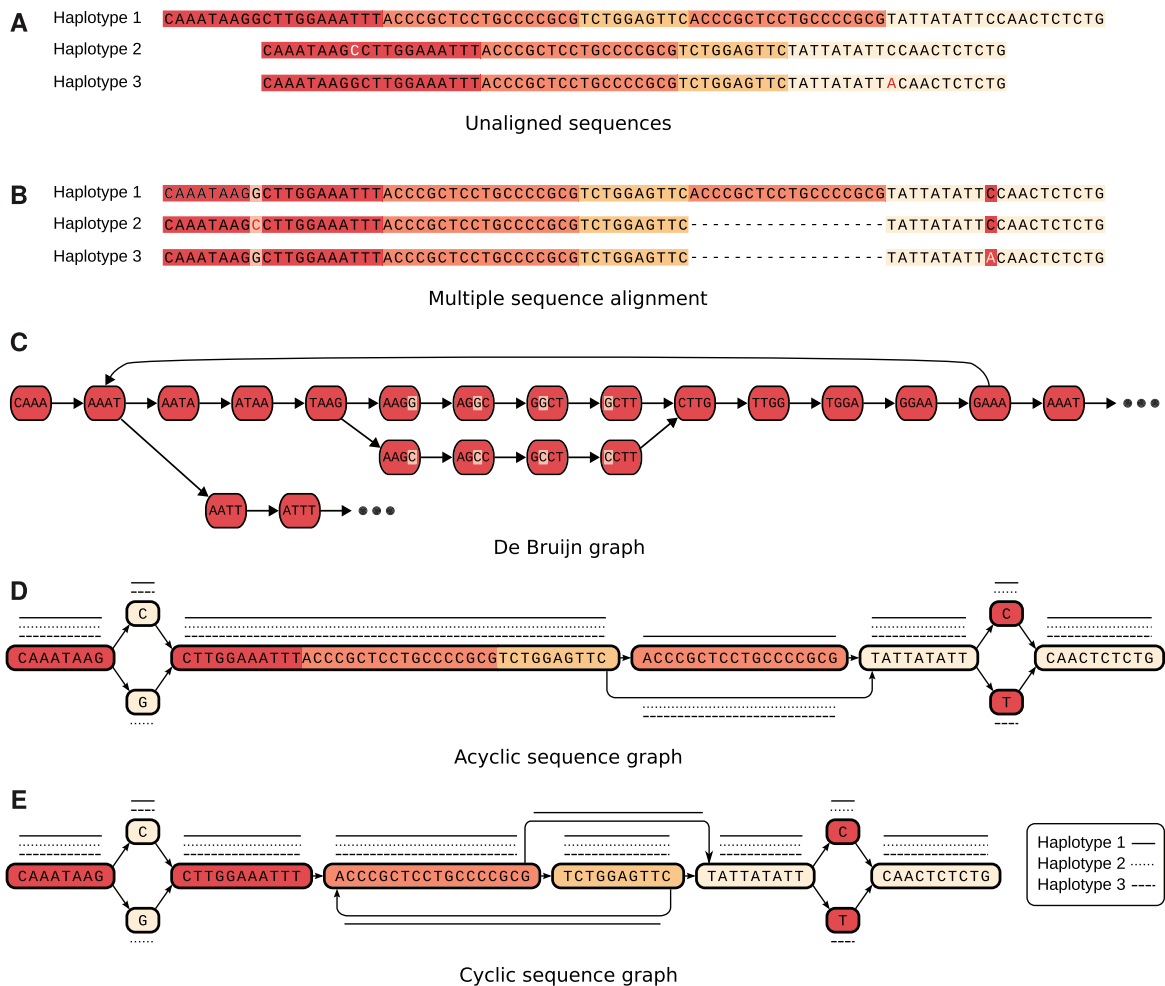 A
Haplotype 1 CAAATAAGGCTTGGAAATTTACCCGCTCCTGCCCCGCGTCTGGAGTTCACCCGCTCCTGCCCCGCGTATTATATTCCAACTCTCTG
Haplotype 2 CAAATAAGCCTTGGAAATTTACCCGCTCCTGCCCCGCGTCTGGAGTTCTATTATATTCCAACTCTCTG
Haplotype 3 CAAATAAGGCTTGGAAATTTACCCGCTCCTGCCCCGCGTCTGGAGTTCTATTATATTACAACTCTCTG
Unaligned sequences
B
Haplotype 1 CAAATAAGGCTTGGAAATTTACCCGCTCCTGCCCCGCGTCTGGAGTTCACCCGCTCCTGCCCCGCGTATTATATTCCAACTCTCTG
Haplotype 2 CAAATAAGCCTTGGAAATTTACCCGCTCCTGCCCCGCGTCTGGAGTTC------------------TATTATATTCCAACTCTCTG
Haplotype 3 CAAATAAGGCTTGGAAATTTACCCGCTCCTGCCCCGCGTCTGGAGTTC------------------TATTATATTACAACTCTCTG
Multiple sequence alignment
C
CAAA AAAT AATA ATAA TAAG AAGG AGGC GGCT GCTT CTTG TTGG TGGA GGAA GAAA AAAT
AAGC AGCC GCCT CCTT
AATT ATTT
De Bruijn graph
D
C C
CAAATAAG CTTGGAAATTTACCCGCTCCTGCCCCGCGTCTGGAGTTC ACCCGCTCCTGCCCCGCG TATTATATT CAACTCTCTG
G T
Acyclic sequence graph
E
C C
CAAATAAG CTTGGAAATTT ACCCGCTCCTGCCCCGCG TCTGGAGTTC TATTATATT CAACTCTCTG
G T
Haplotype 1
Haplotype 2
Haplotype 3
Cyclic sequence graph